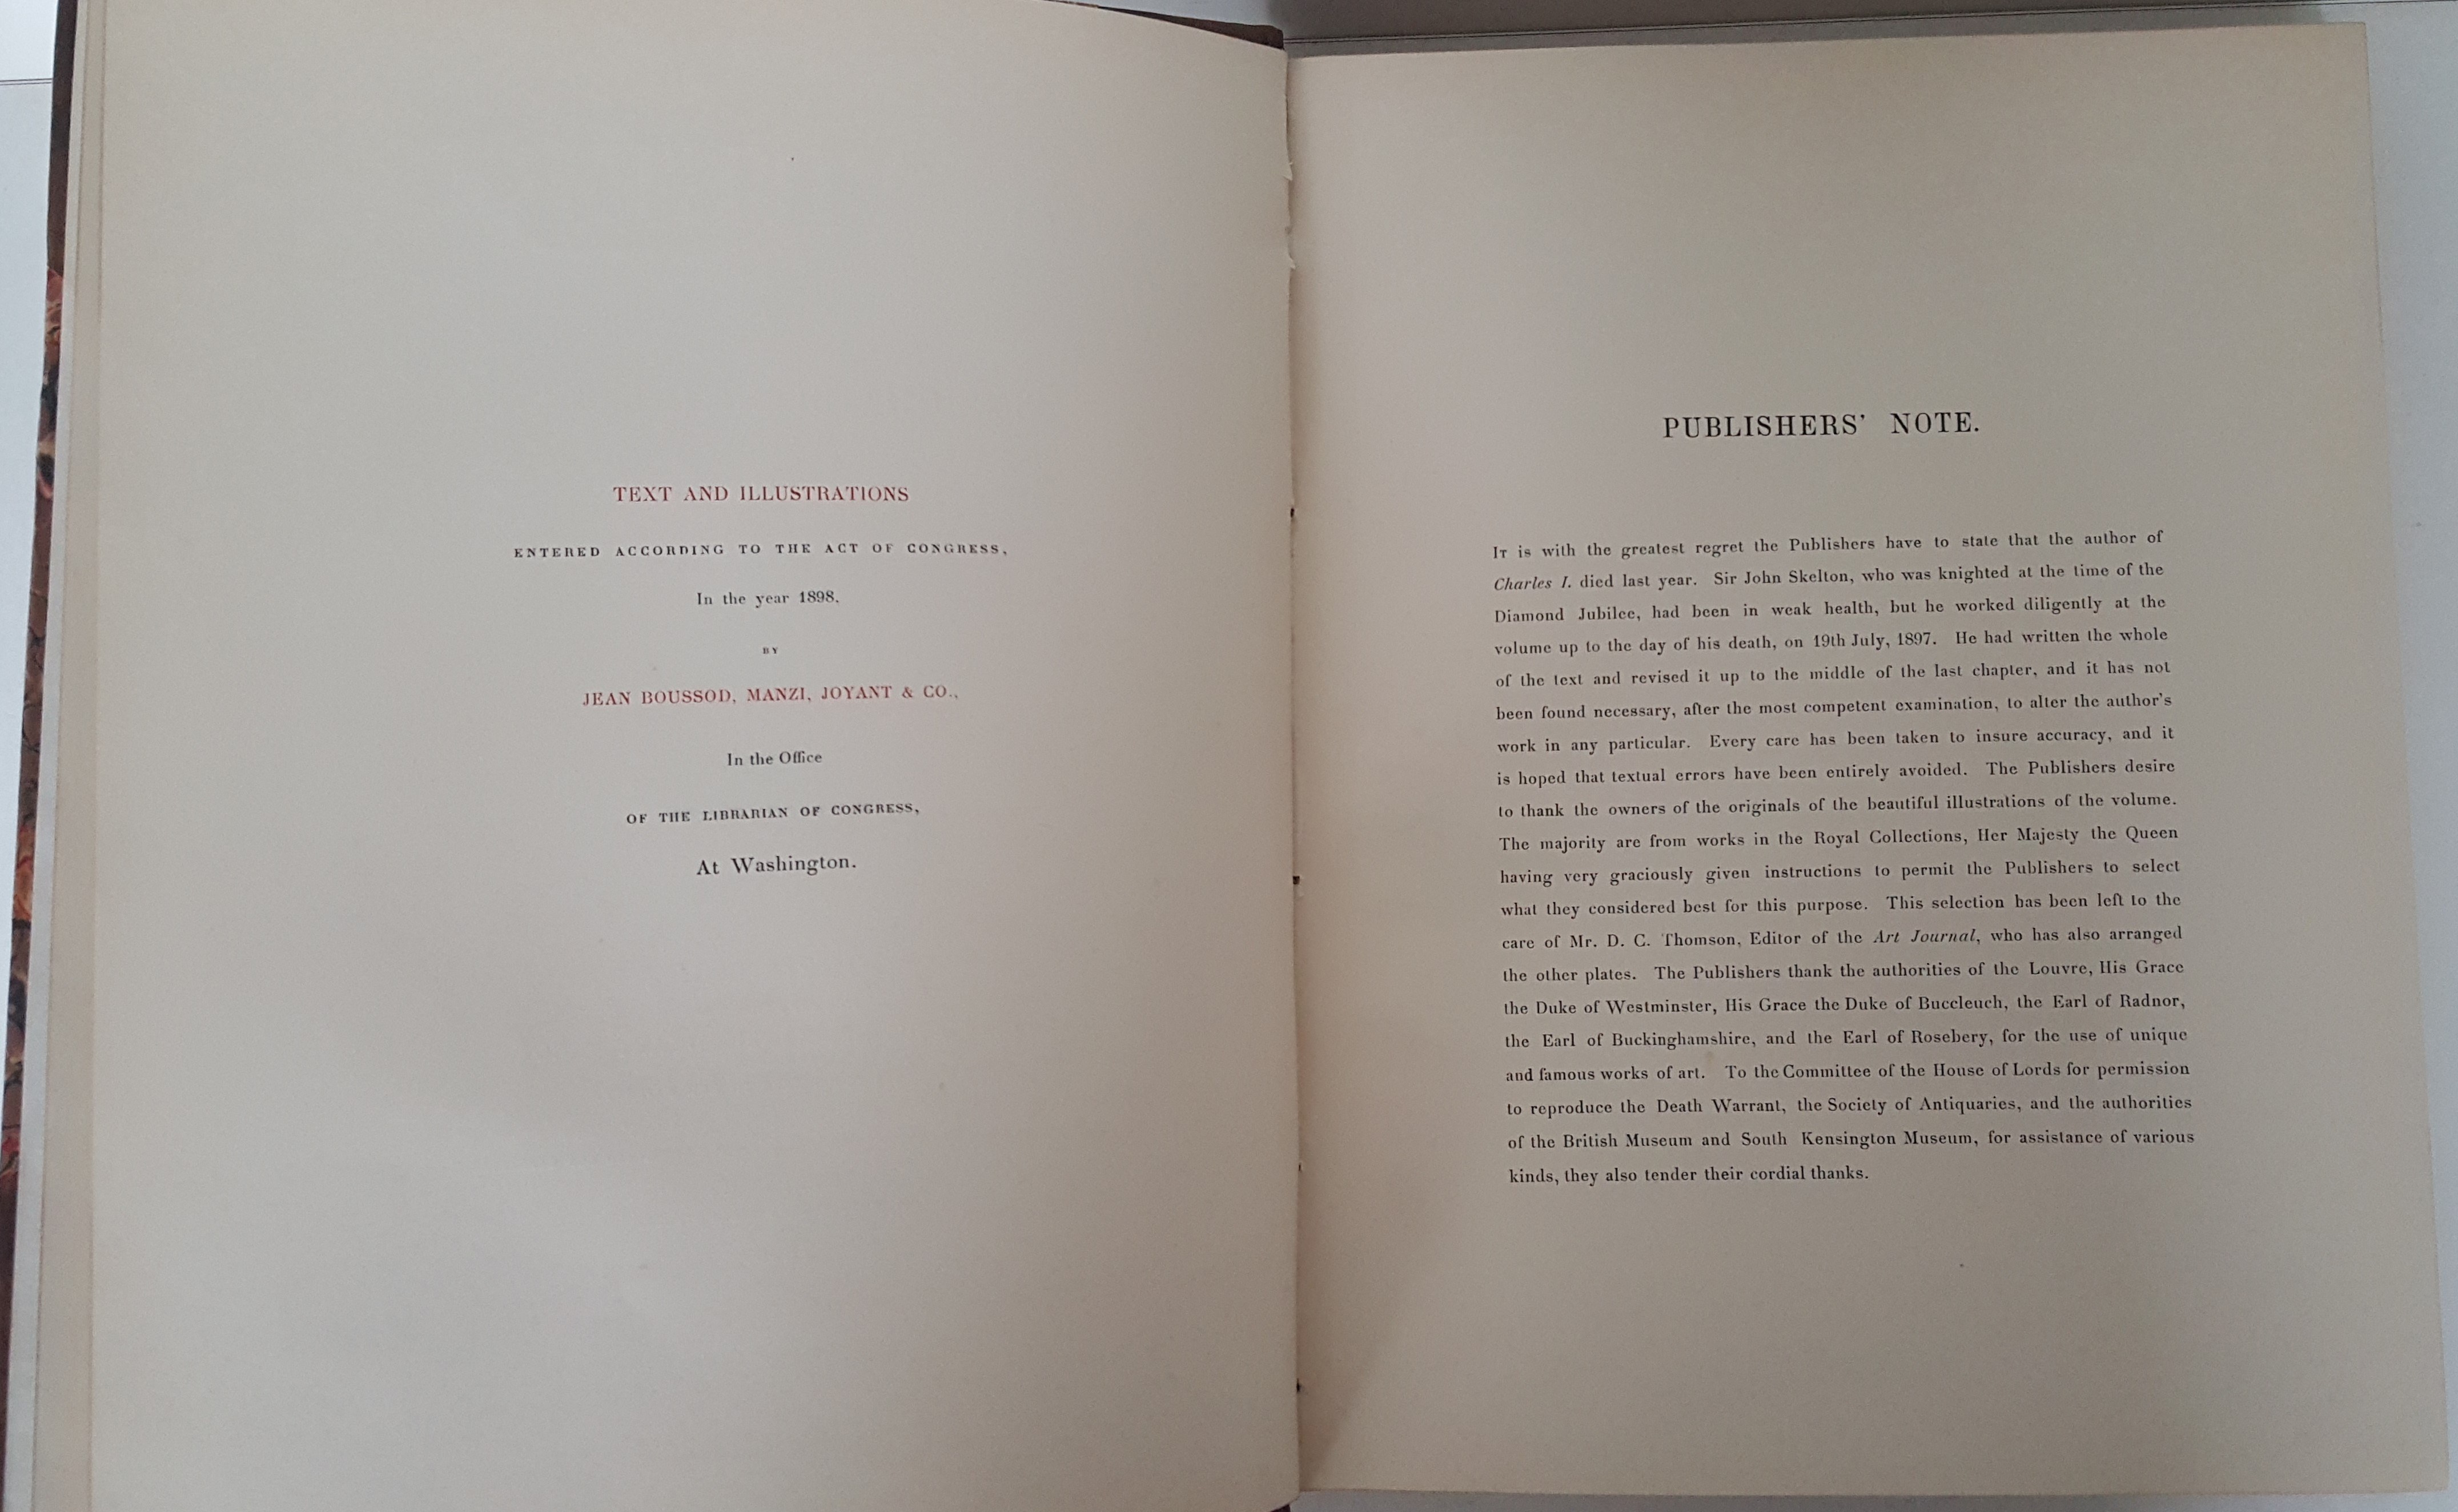 TEXT AND ILLUSTRATIONS
ENTERED ACCORDING TO THE ACT OF CONGRESS,
In the year 1898.
BY
JEAN BOUSSOD, MANZI, JOYANT & CO.,
In the Office
OF THE LIBRARIAN OF CONGRESS,
At Washington.
PUBLISHERS' NOTE.
IT is with the greatest regret the Publishers have to state that the author of
Charles I. died last year. Sir John Skelton, who was knighted at the time of the
Diamond Jubilee, had been in weak health, but he worked diligently at the
volume up to the day of his death, on 19th July, 1897. He had written the whole
of the text and revised it up to the middle of the last chapter, and it has not
been found necessary, after the most competent examination, to alter the author's
work in any particular. Every care has been taken to insure accuracy, and it
is hoped that textual errors have been entirely avoided. The Publishers desire
to thank the owners of the originals of the beautiful illustrations of the volume.
The majority are from works in the Royal Collections, Her Majesty the Queen
having very graciously given instructions to permit the Publishers to select
what they considered best for this purpose. This selection has been left to the
care of Mr. D. C. Thomson, Editor of the Art Journal, who has also arranged
the other plates. The Publishers thank the authorities of the Louvre, His Grace
the Duke of Westminster, His Grace the Duke of Buccleuch, the Earl of Radnor,
the Earl of Buckinghamshire, and the Earl of Rosebery, for the use of unique
and famous works of art. To the Committee of the House of Lords for permission
to reproduce the Death Warrant, the Society of Antiquaries, and the authorities
of the British Museum and South Kensington Museum, for assistance of various
kinds, they also tender their cordial thanks.